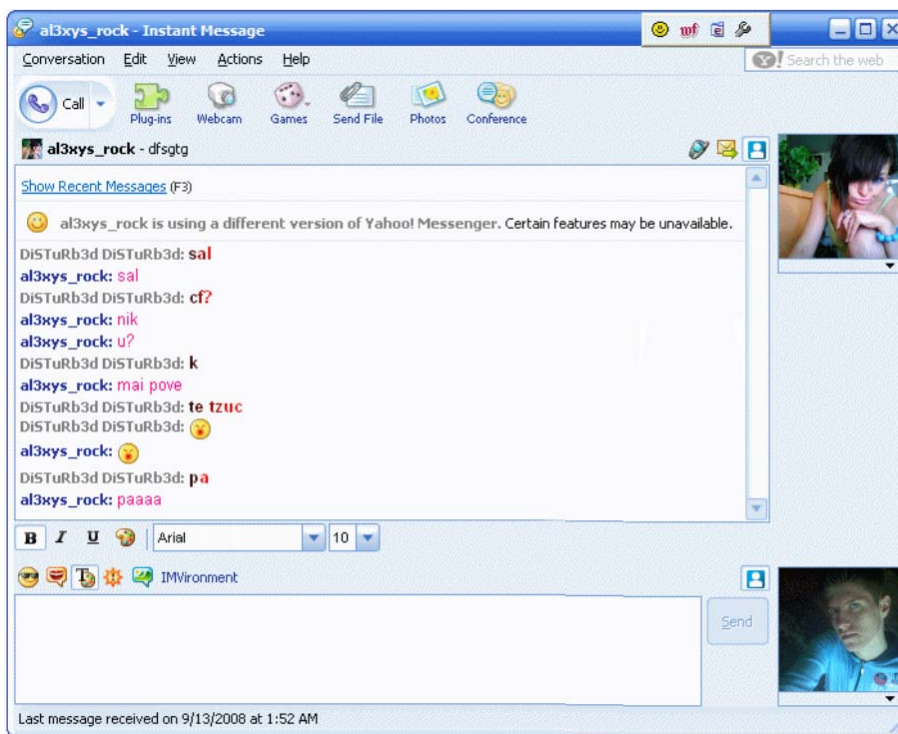 al3xys_rock - Instant Message
wf
Conversation Edit View Actions Help
Y! Search the web
Call
Plug-ins Webcam Games Send File Photos Conference
al3xys_rock - dfsgtg
Show Recent Messages (F3)
al3xys_rock is using a different version of Yahoo! Messenger. Certain features may be unavailable.
DiSTuRb3d DiSTuRb3d: sal
al3xys_rock: sal
DiSTuRb3d DiSTuRb3d: cf?
al3xys_rock: nik
al3xys_rock: u?
DiSTuRb3d DiSTuRb3d: k
al3xys_rock: mai pove
DiSTuRb3d DiSTuRb3d: te tzuc
DiSTuRb3d DiSTuRb3d:
al3xys_rock:
DiSTuRb3d DiSTuRb3d: pa
al3xys_rock: paaaa
B I U Arial 10
IMVironment
Send
Last message received on 9/13/2008 at 1:52 AM